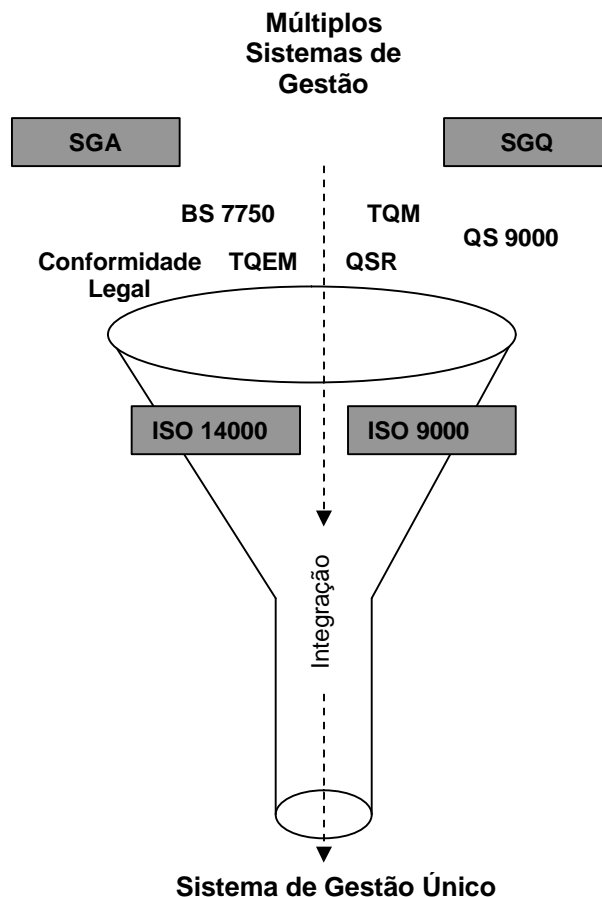 Múltiplos
Sistemas de
Gestão
SGA
SGQ
BS 7750
TQM
QS 9000
Conformidade
Legal
TQEM
QSR
ISO 14000
ISO 9000
Integração
Sistema de Gestão Único